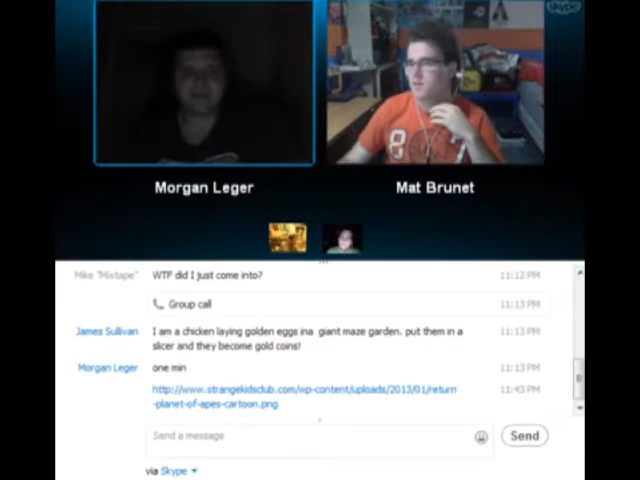 skype
Morgan Leger
Mat Brunet
Mike "Mixtape"
WTF did I just come into?
11:12 PM
Group call
11:13 PM
James Sullivan
I am a chicken laying golden eggs ina giant maze garden. put them in a
11:13 PM
slicer and they become gold coins!
Morgan Leger
one min
11:13 PM
http://www.strangekidsclub.com/wp-content/uploads/2013/01/return
11:43 PM
-planet-of-apes-cartoon.png
Send a message
Send
via Skype